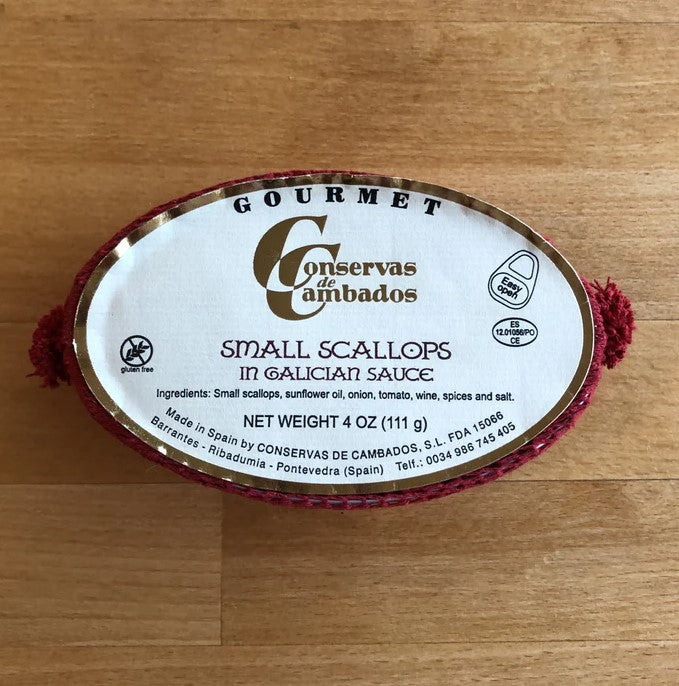 GOURMET
Conservas
de
Cambados
Easy
open
ES
12.01056/PO
CE
gluten free
SMALL SCALLOPS
IN GALICIAN SAUCE
Ingredients: Small scallops, sunflower oil, onion, tomato, wine, spices and salt.
NET WEIGHT 4 OZ (111 g)
Made in Spain by CONSERVAS DE CAMBADOS, S.L. FDA 15066
Barrantes - Ribadumia - Pontevedra (Spain) Telf.: 0034 986 745 405